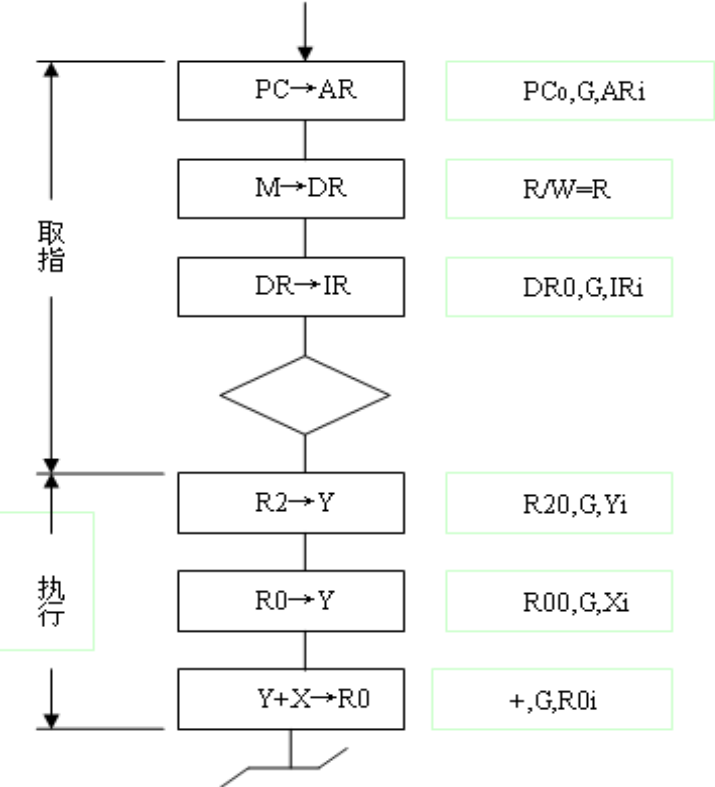 PC→AR
PCo,G,ARi
M→DR
R/W=R
取指
DR→IR
DR0,G,IRi
R2→Y
R20,G,Yi
执行
R0→Y
R00,G,Xi
Y+X→R0
+,G,R0i